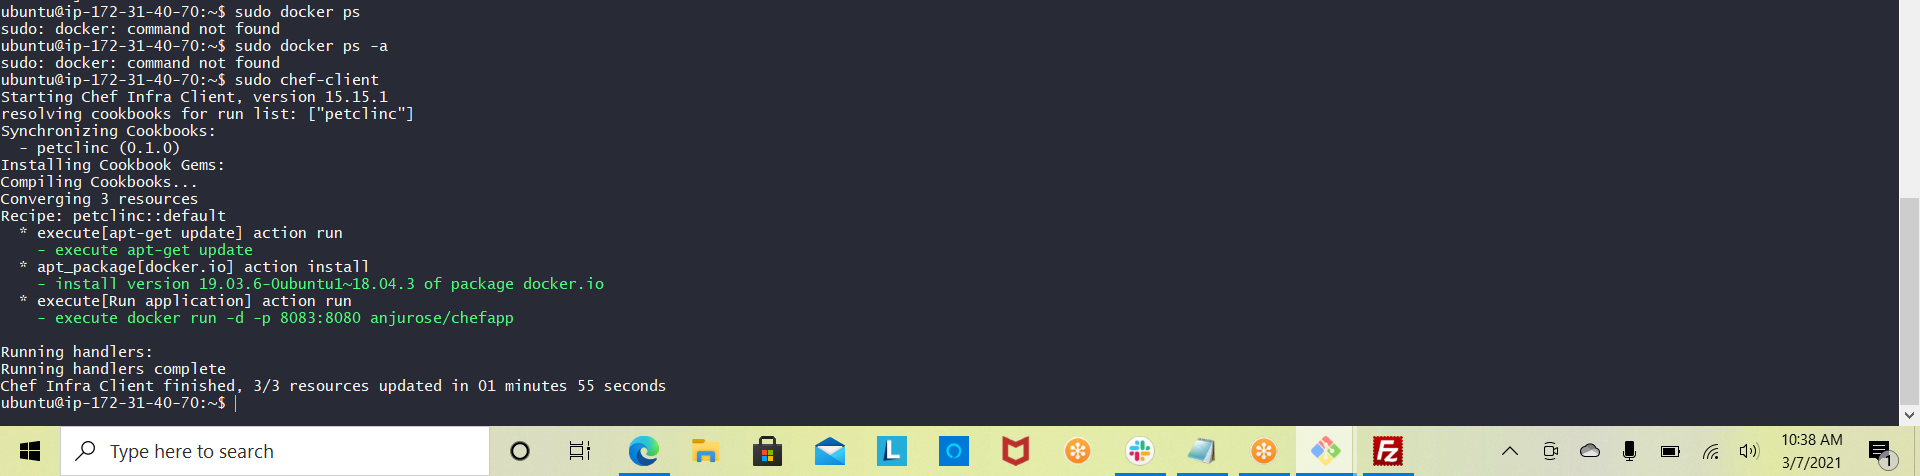 ubuntu@ip-172-31-40-70:~$ sudo docker ps
sudo: docker: command not found
ubuntu@ip-172-31-40-70:~$ sudo docker ps -a
sudo: docker: command not found
ubuntu@ip-172-31-40-70:~$ sudo chef-client
Starting Chef Infra Client, version 15.15.1
resolving cookbooks for run list: ["petclinc"]
Synchronizing Cookbooks:
  - petclinc (0.1.0)
Installing Cookbook Gems:
Compiling Cookbooks...
Converging 3 resources
Recipe: petclinc::default
  * execute[apt-get update] action run
    - execute apt-get update
  * apt_package[docker.io] action install
    - install version 19.03.6-0ubuntu1~18.04.3 of package docker.io
  * execute[Run application] action run
    - execute docker run -d -p 8083:8080 anjurose/chefapp
Running handlers:
Running handlers complete
Chef Infra Client finished, 3/3 resources updated in 01 minutes 55 seconds
ubuntu@ip-172-31-40-70:~$
Type here to search
L
Fz
10:38 AM
3/7/2021
1